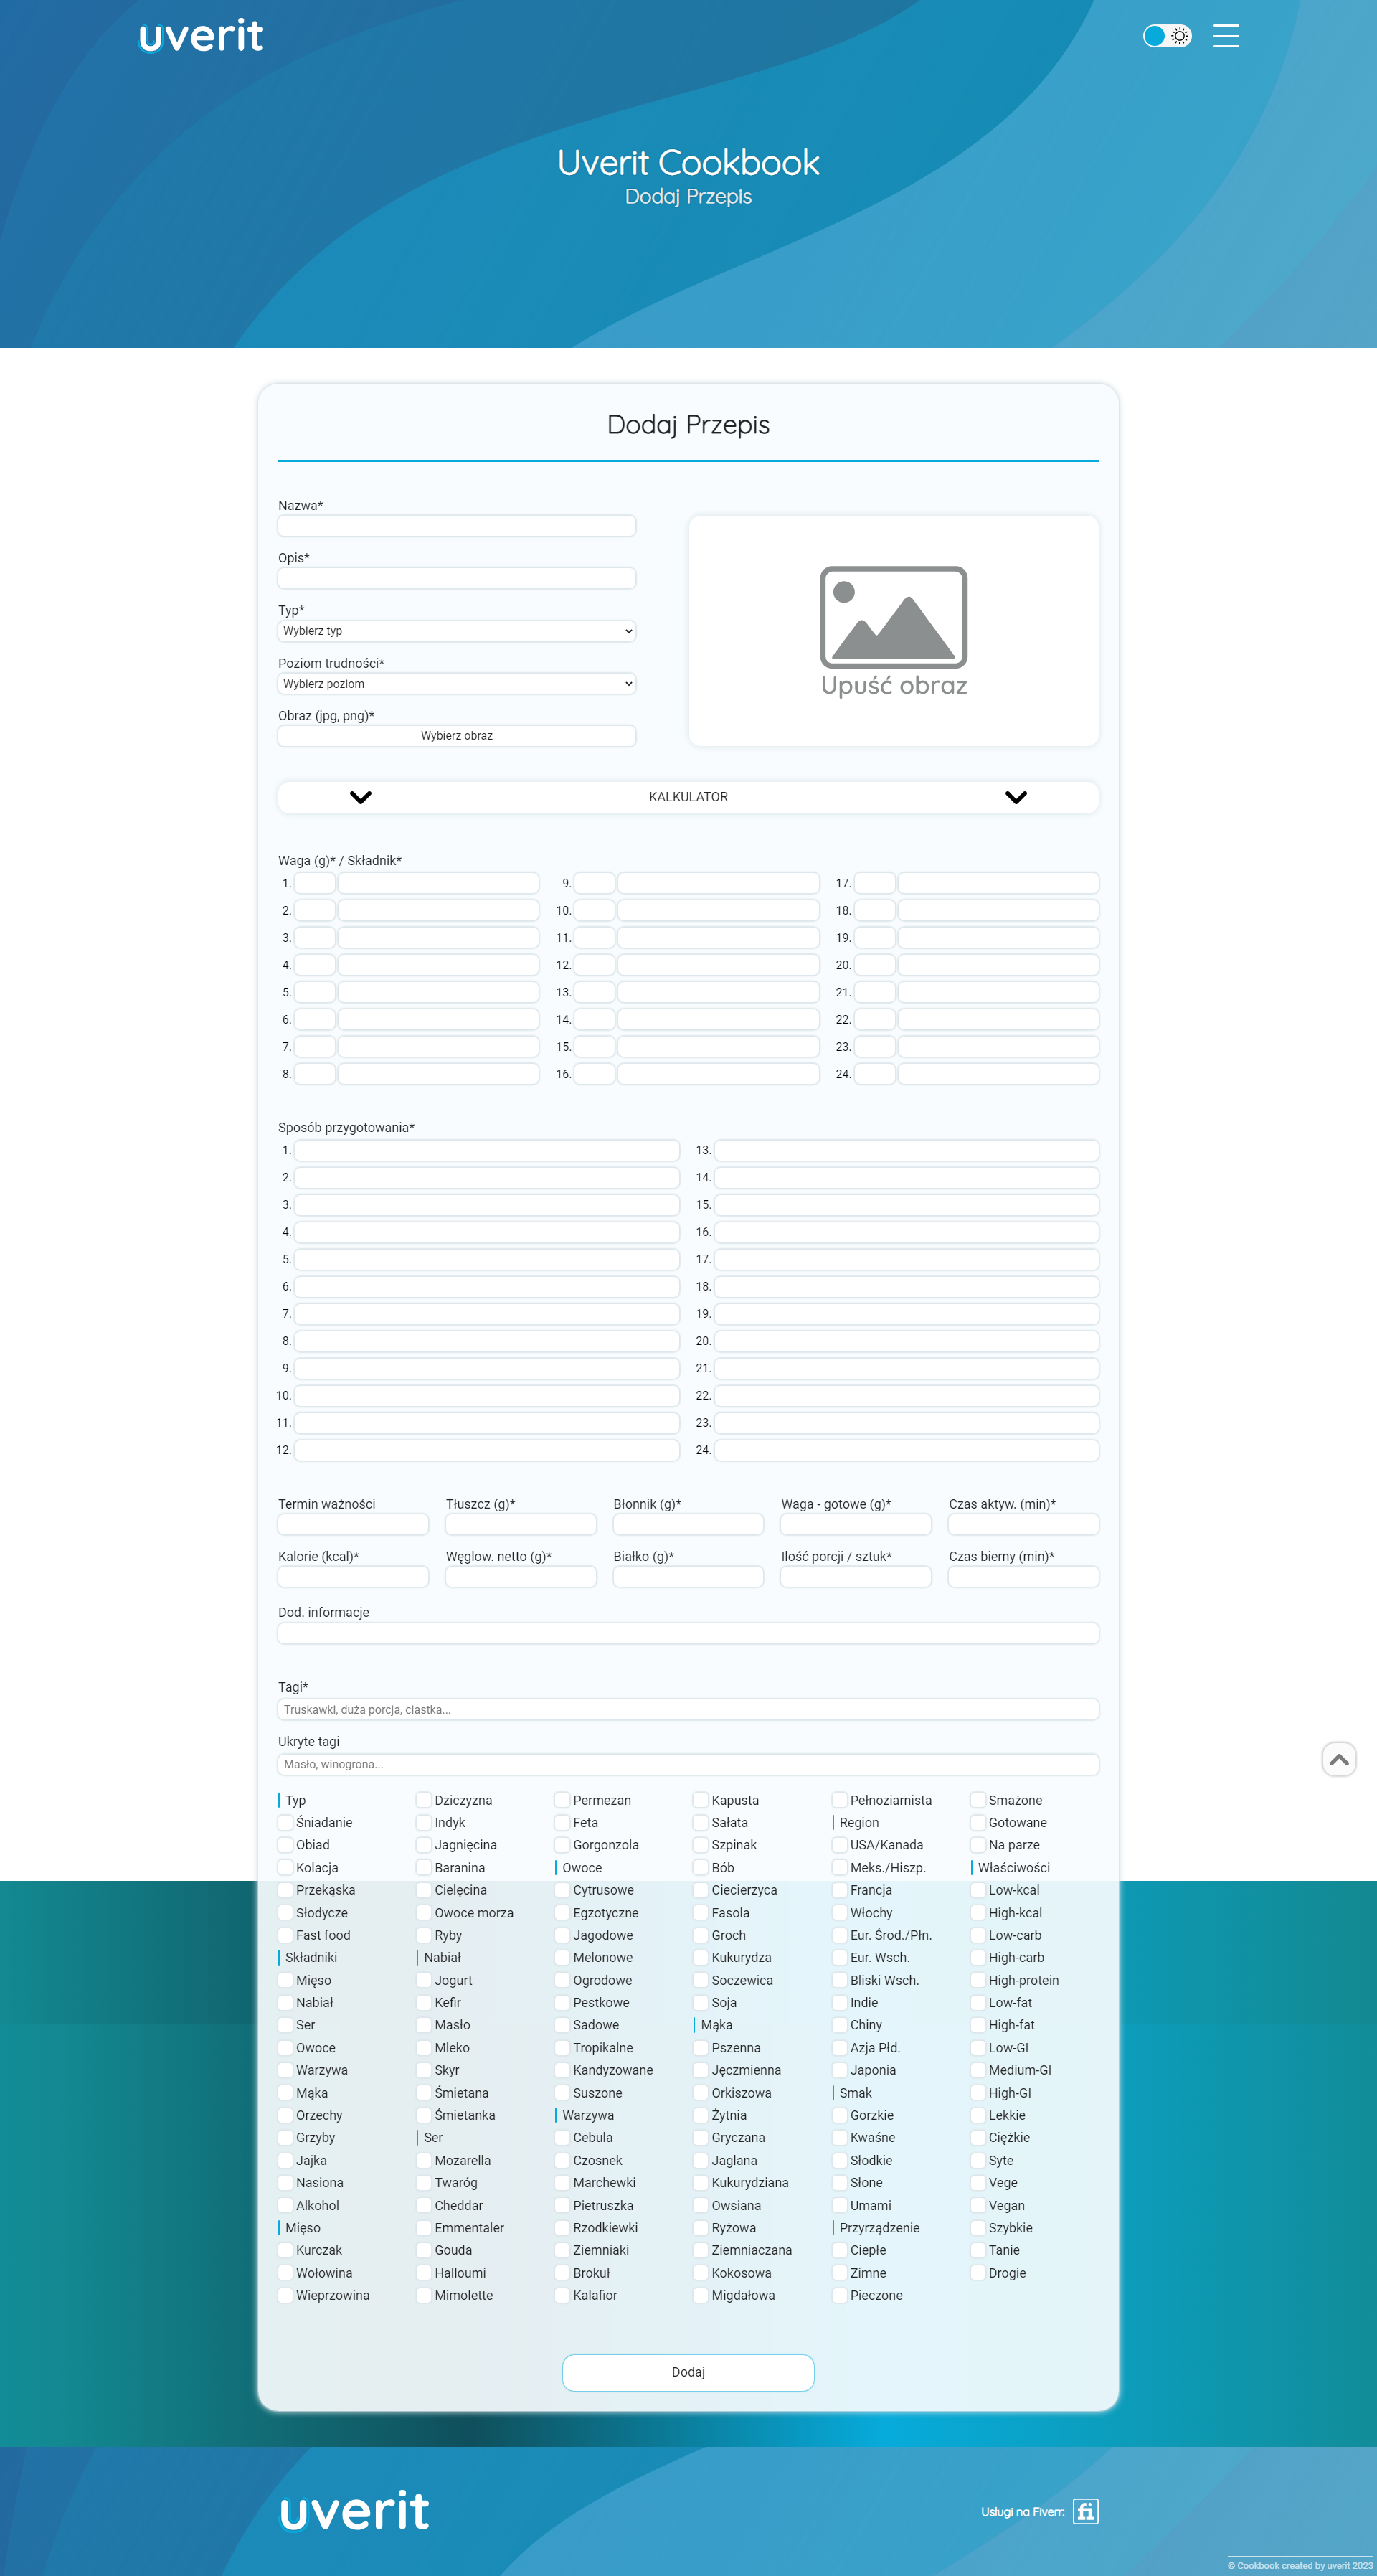 uverit
Uverit Cookbook
Dodaj Przepis
Dodaj Przepis
Nazwa*
Opis*
Typ*
Wybierz typ
Poziom trudności*
Wybierz poziom
Obraz (jpg, png)*
Wybierz obraz
Upuść obraz
KALKULATOR
Waga (g)* / Składnik*
1.
2.
3.
4.
5.
6.
7.
8.
9.
10.
11.
12.
13.
14.
15.
16.
17.
18.
19.
20.
21.
22.
23.
24.
Sposób przygotowania*
1.
2.
3.
4.
5.
6.
7.
8.
9.
10.
11.
12.
13.
14.
15.
16.
17.
18.
19.
20.
21.
22.
23.
24.
Termin ważności
Tłuszcz (g)*
Błonnik (g)*
Waga - gotowe (g)*
Czas aktyw. (min)*
Kalorie (kcal)*
Węglow. netto (g)*
Białko (g)*
Ilość porcji / sztuk*
Czas bierny (min)*
Dod. informacje
Tagi*
Truskawki, duża porcja, ciastka...
Ukryte tagi
Masło, winogrona...
Typ
Śniadanie
Obiad
Kolacja
Przekąska
Słodycze
Fast food
Składniki
Mięso
Nabiał
Ser
Owoce
Warzywa
Mąka
Orzechy
Grzyby
Jajka
Nasiona
Alkohol
Mięso
Kurczak
Wołowina
Wieprzowina
Dziczyzna
Indyk
Jagnięcina
Baranina
Cielęcina
Owoce morza
Ryby
Nabiał
Jogurt
Kefir
Masło
Mleko
Skyr
Śmietana
Śmietanka
Ser
Mozarella
Twaróg
Cheddar
Emmentaler
Gouda
Halloumi
Mimolette
Permezan
Feta
Gorgonzola
Owoce
Cytrusowe
Egzotyczne
Jagodowe
Melonowe
Ogrodowe
Pestkowe
Sadowe
Tropikalne
Kandyzowane
Suszone
Warzywa
Cebula
Czosnek
Marchewki
Pietruszka
Rzodkiewki
Ziemniaki
Brokuł
Kalafior
Kapusta
Sałata
Szpinak
Bób
Ciecierzyca
Fasola
Groch
Kukurydza
Soczewica
Soja
Mąka
Pszenna
Jęczmienna
Orkiszowa
Żytnia
Gryczana
Jaglana
Kukurydziana
Owsiana
Ryżowa
Ziemniaczana
Kokosowa
Migdałowa
Pełnoziarnista
Region
USA/Kanada
Meks./Hiszp.
Francja
Włochy
Eur. Środ./Płn.
Eur. Wsch.
Bliski Wsch.
Indie
Chiny
Azja Płd.
Japonia
Smak
Gorzkie
Kwaśne
Słodkie
Słone
Umami
Przyrządzenie
Ciepłe
Zimne
Pieczone
Smażone
Gotowane
Na parze
Właściwości
Low-kcal
High-kcal
Low-carb
High-carb
High-protein
Low-fat
High-fat
Low-GI
Medium-GI
High-GI
Lekkie
Ciężkie
Syte
Vege
Vegan
Szybkie
Tanie
Drogie
Dodaj
uverit
Usługi na Fiverr:
fi
© Cookbook created by uverit 2023